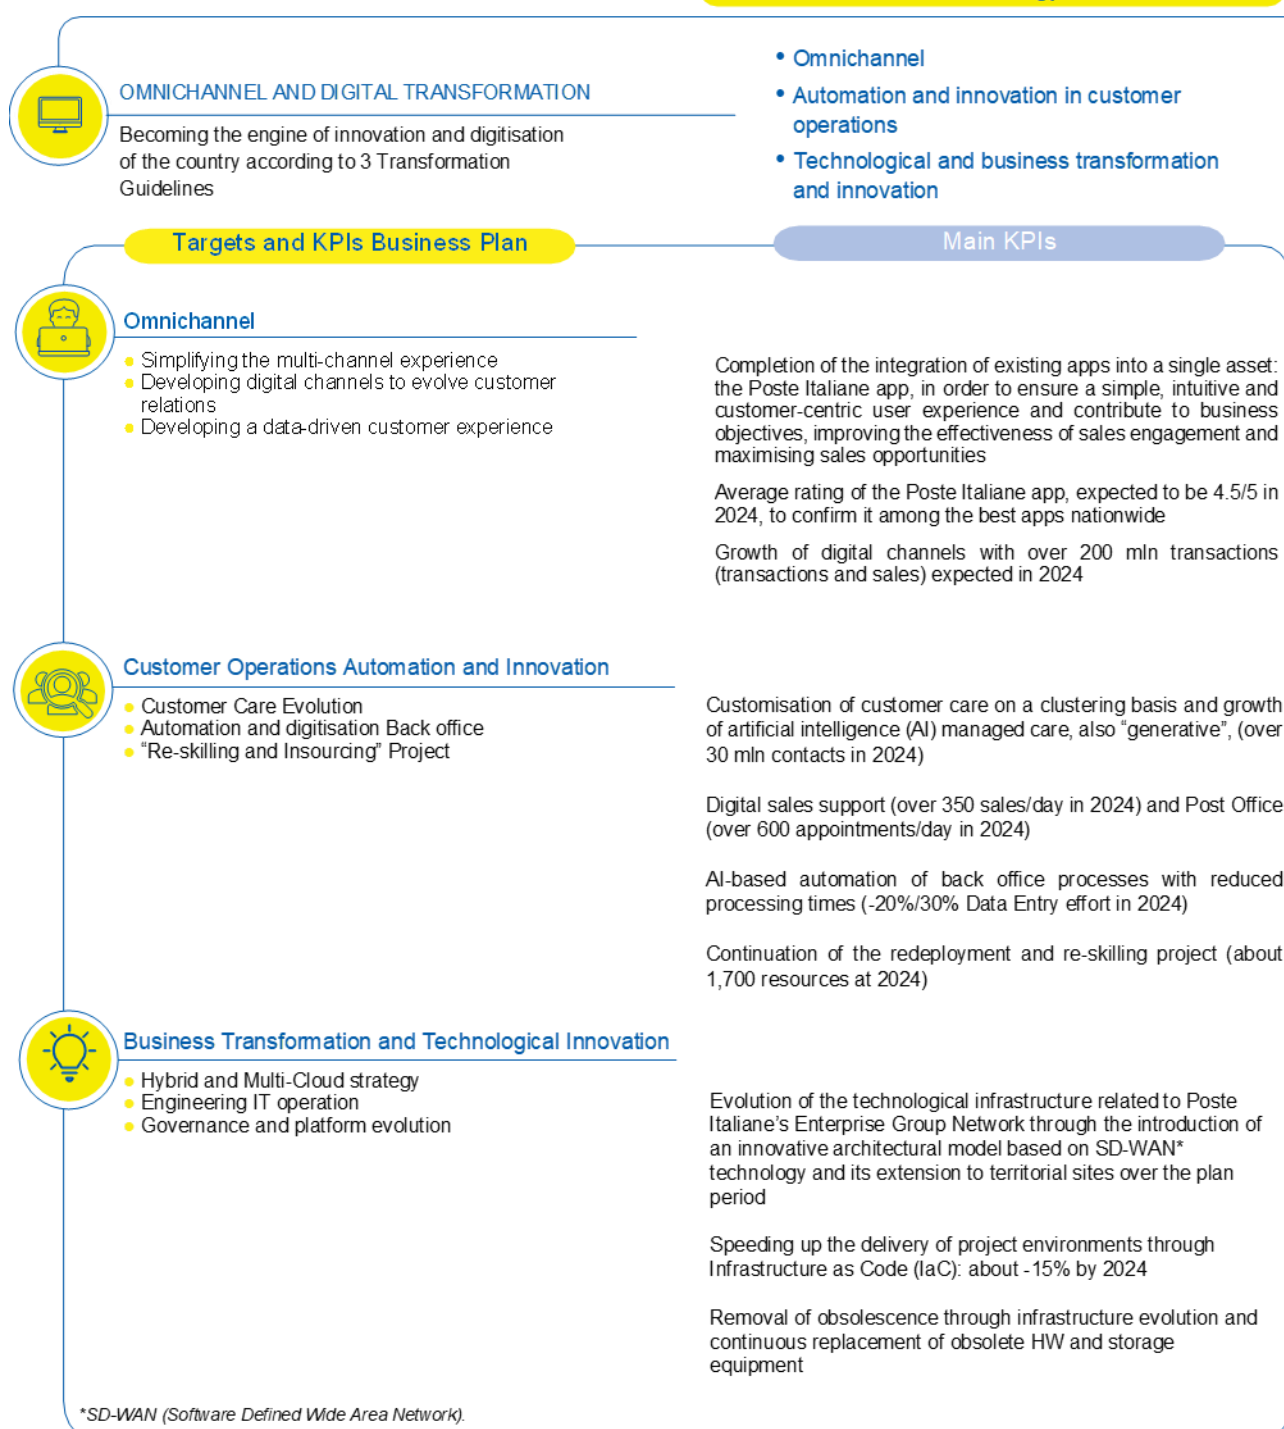 OMNICHANNEL AND DIGITAL TRANSFORMATION
Becoming the engine of innovation and digitisation
of the country according to 3 Transformation
Guidelines
• Omnichannel
• Automation and innovation in customer
operations
• Technological and business transformation
and innovation
Targets and KPIs Business Plan
Main KPIs
Omnichannel
• Simplifying the multi-channel experience
• Developing digital channels to evolve customer
relations
• Developing a data-driven customer experience
Completion of the integration of existing apps into a single asset:
the Poste Italiane app, in order to ensure a simple, intuitive and
customer-centric user experience and contribute to business
objectives, improving the effectiveness of sales engagement and
maximising sales opportunities
Average rating of the Poste Italiane app, expected to be 4.5/5 in
2024, to confirm it among the best apps nationwide
Growth of digital channels with over 200 mln transactions
(transactions and sales) expected in 2024
Customer Operations Automation and Innovation
• Customer Care Evolution
• Automation and digitisation Back office
• “Re-skilling and Insourcing” Project
Customisation of customer care on a clustering basis and growth
of artificial intelligence (AI) managed care, also “generative”, (over
30 mln contacts in 2024)
Digital sales support (over 350 sales/day in 2024) and Post Office
(over 600 appointments/day in 2024)
AI-based automation of back office processes with reduced
processing times (-20%/30% Data Entry effort in 2024)
Continuation of the redeployment and re-skilling project (about
1,700 resources at 2024)
Business Transformation and Technological Innovation
• Hybrid and Multi-Cloud strategy
• Engineering IT operation
• Governance and platform evolution
Evolution of the technological infrastructure related to Poste
Italiane’s Enterprise Group Network through the introduction of
an innovative architectural model based on SD-WAN*
technology and its extension to territorial sites over the plan
period
Speeding up the delivery of project environments through
Infrastructure as Code (IaC): about -15% by 2024
Removal of obsolescence through infrastructure evolution and
continuous replacement of obsolete HW and storage
equipment
*SD-WAN (Software Defined Wide Area Network).